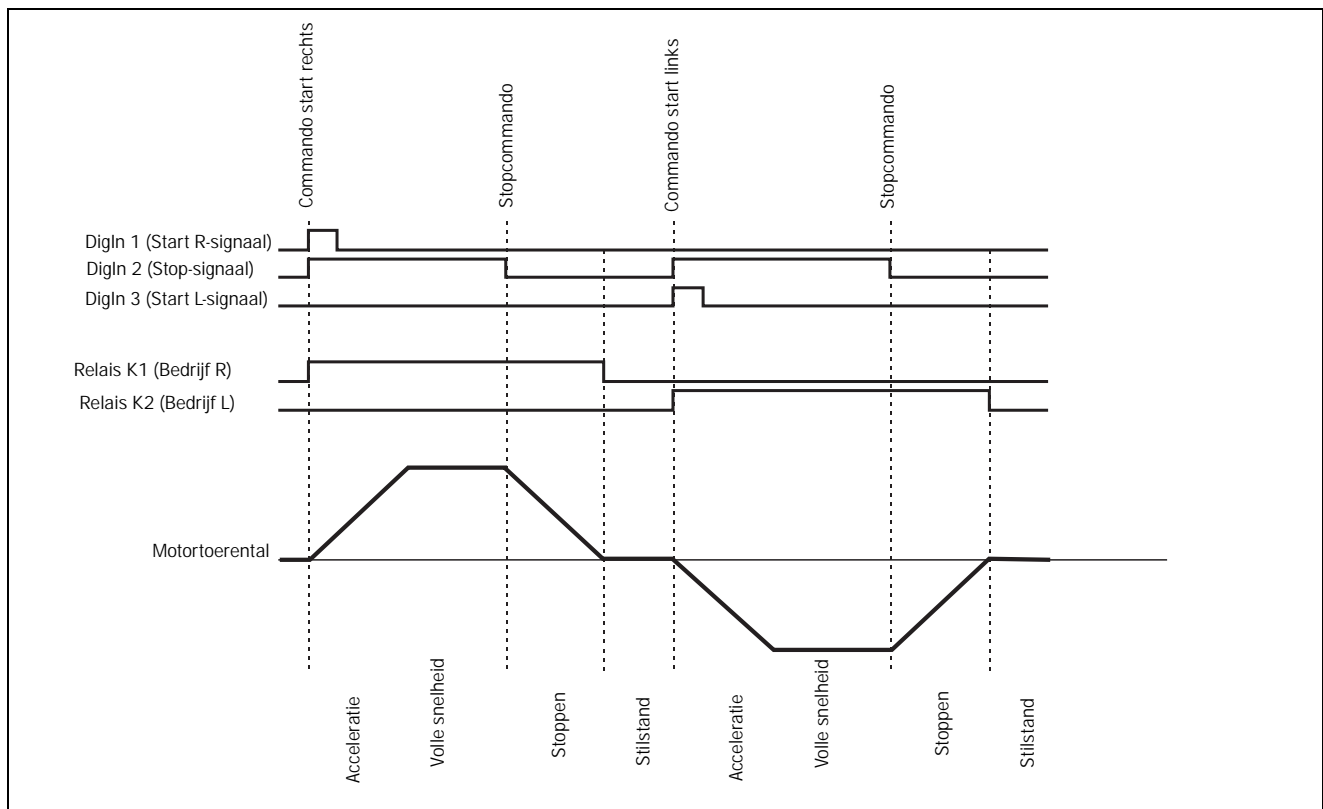 Commando start rechts
Stopcommando
Commando start links
Stopcommando
DigIn 1 (Start R-signaal)
DigIn 2 (Stop-signaal)
DigIn 3 (Start L-signaal)
Relais K1 (Bedrijf R)
Relais K2 (Bedrijf L)
Motortoerental
Acceleratie
Volle snelheid
Stoppen
Stilstand
Acceleratie
Volle snelheid
Stoppen
Stilstand